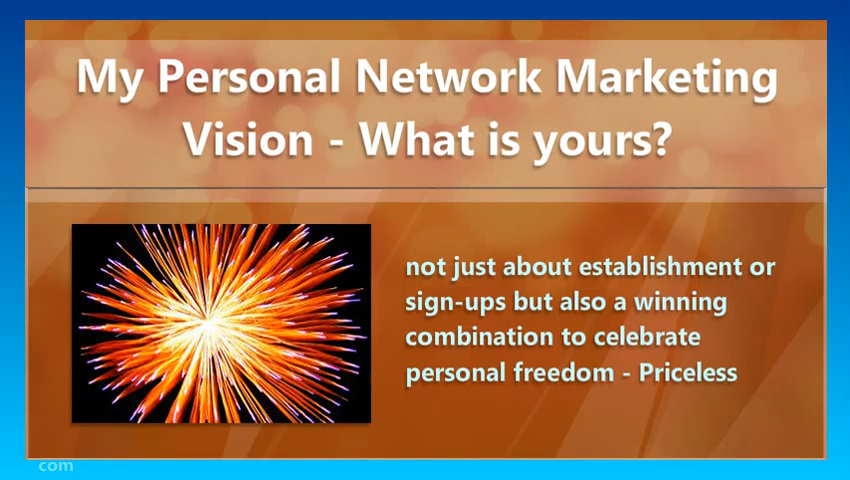 My Personal Network Marketing
Vision - What is yours?
not just about establishment or
sign-ups but also a winning
combination to celebrate
personal freedom - Priceless
com